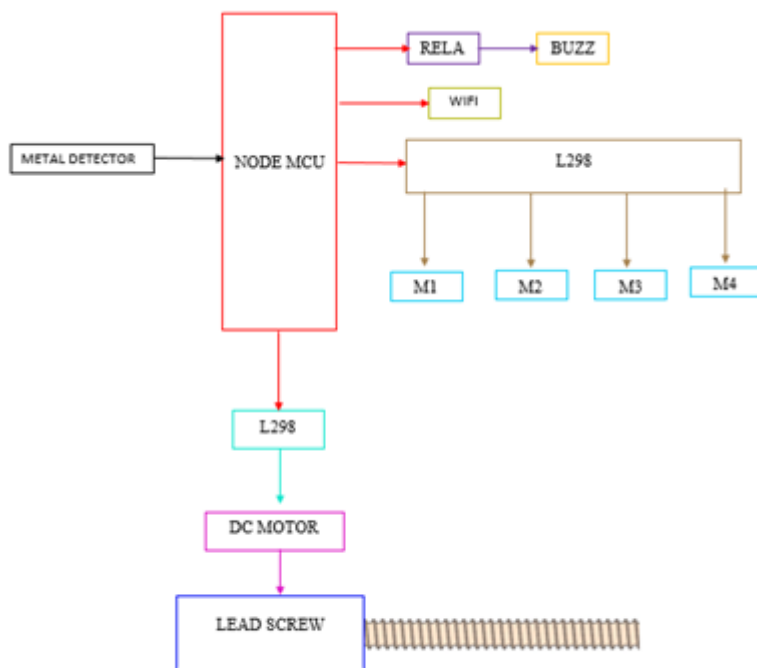 RELA
BUZZ
WIFI
METAL DETECTOR
NODE MCU
L298
M1
M2
M3
M4
L298
DC MOTOR
LEAD SCREW